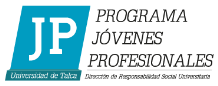 JP
PROGRAMA
JÓVENES
PROFESIONALES
Universidad de Talca
Dirección de Responsabilidad Social Universitaria